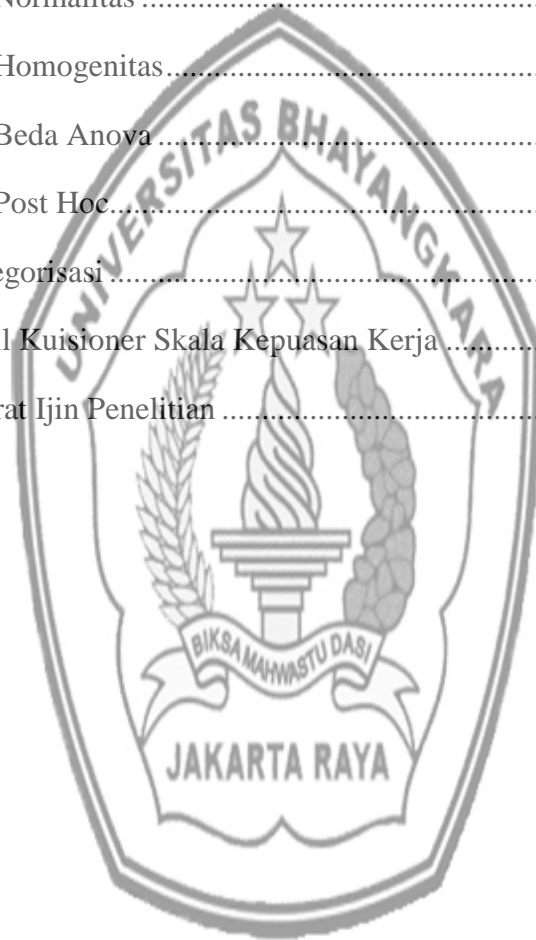 Normalitas ..........................................
Homogenitas ..........................................
Beda Anova ..........................................
Post Hoc ..........................................
egorisasi ..........................................
l Kuisioner Skala Kepuasan Kerja ...........
rat Ijin Penelitian ..........................................
UNIVERSITAS BHAYANGKARA
BIKSA MAHWASTU DASI
JAKARTA RAYA